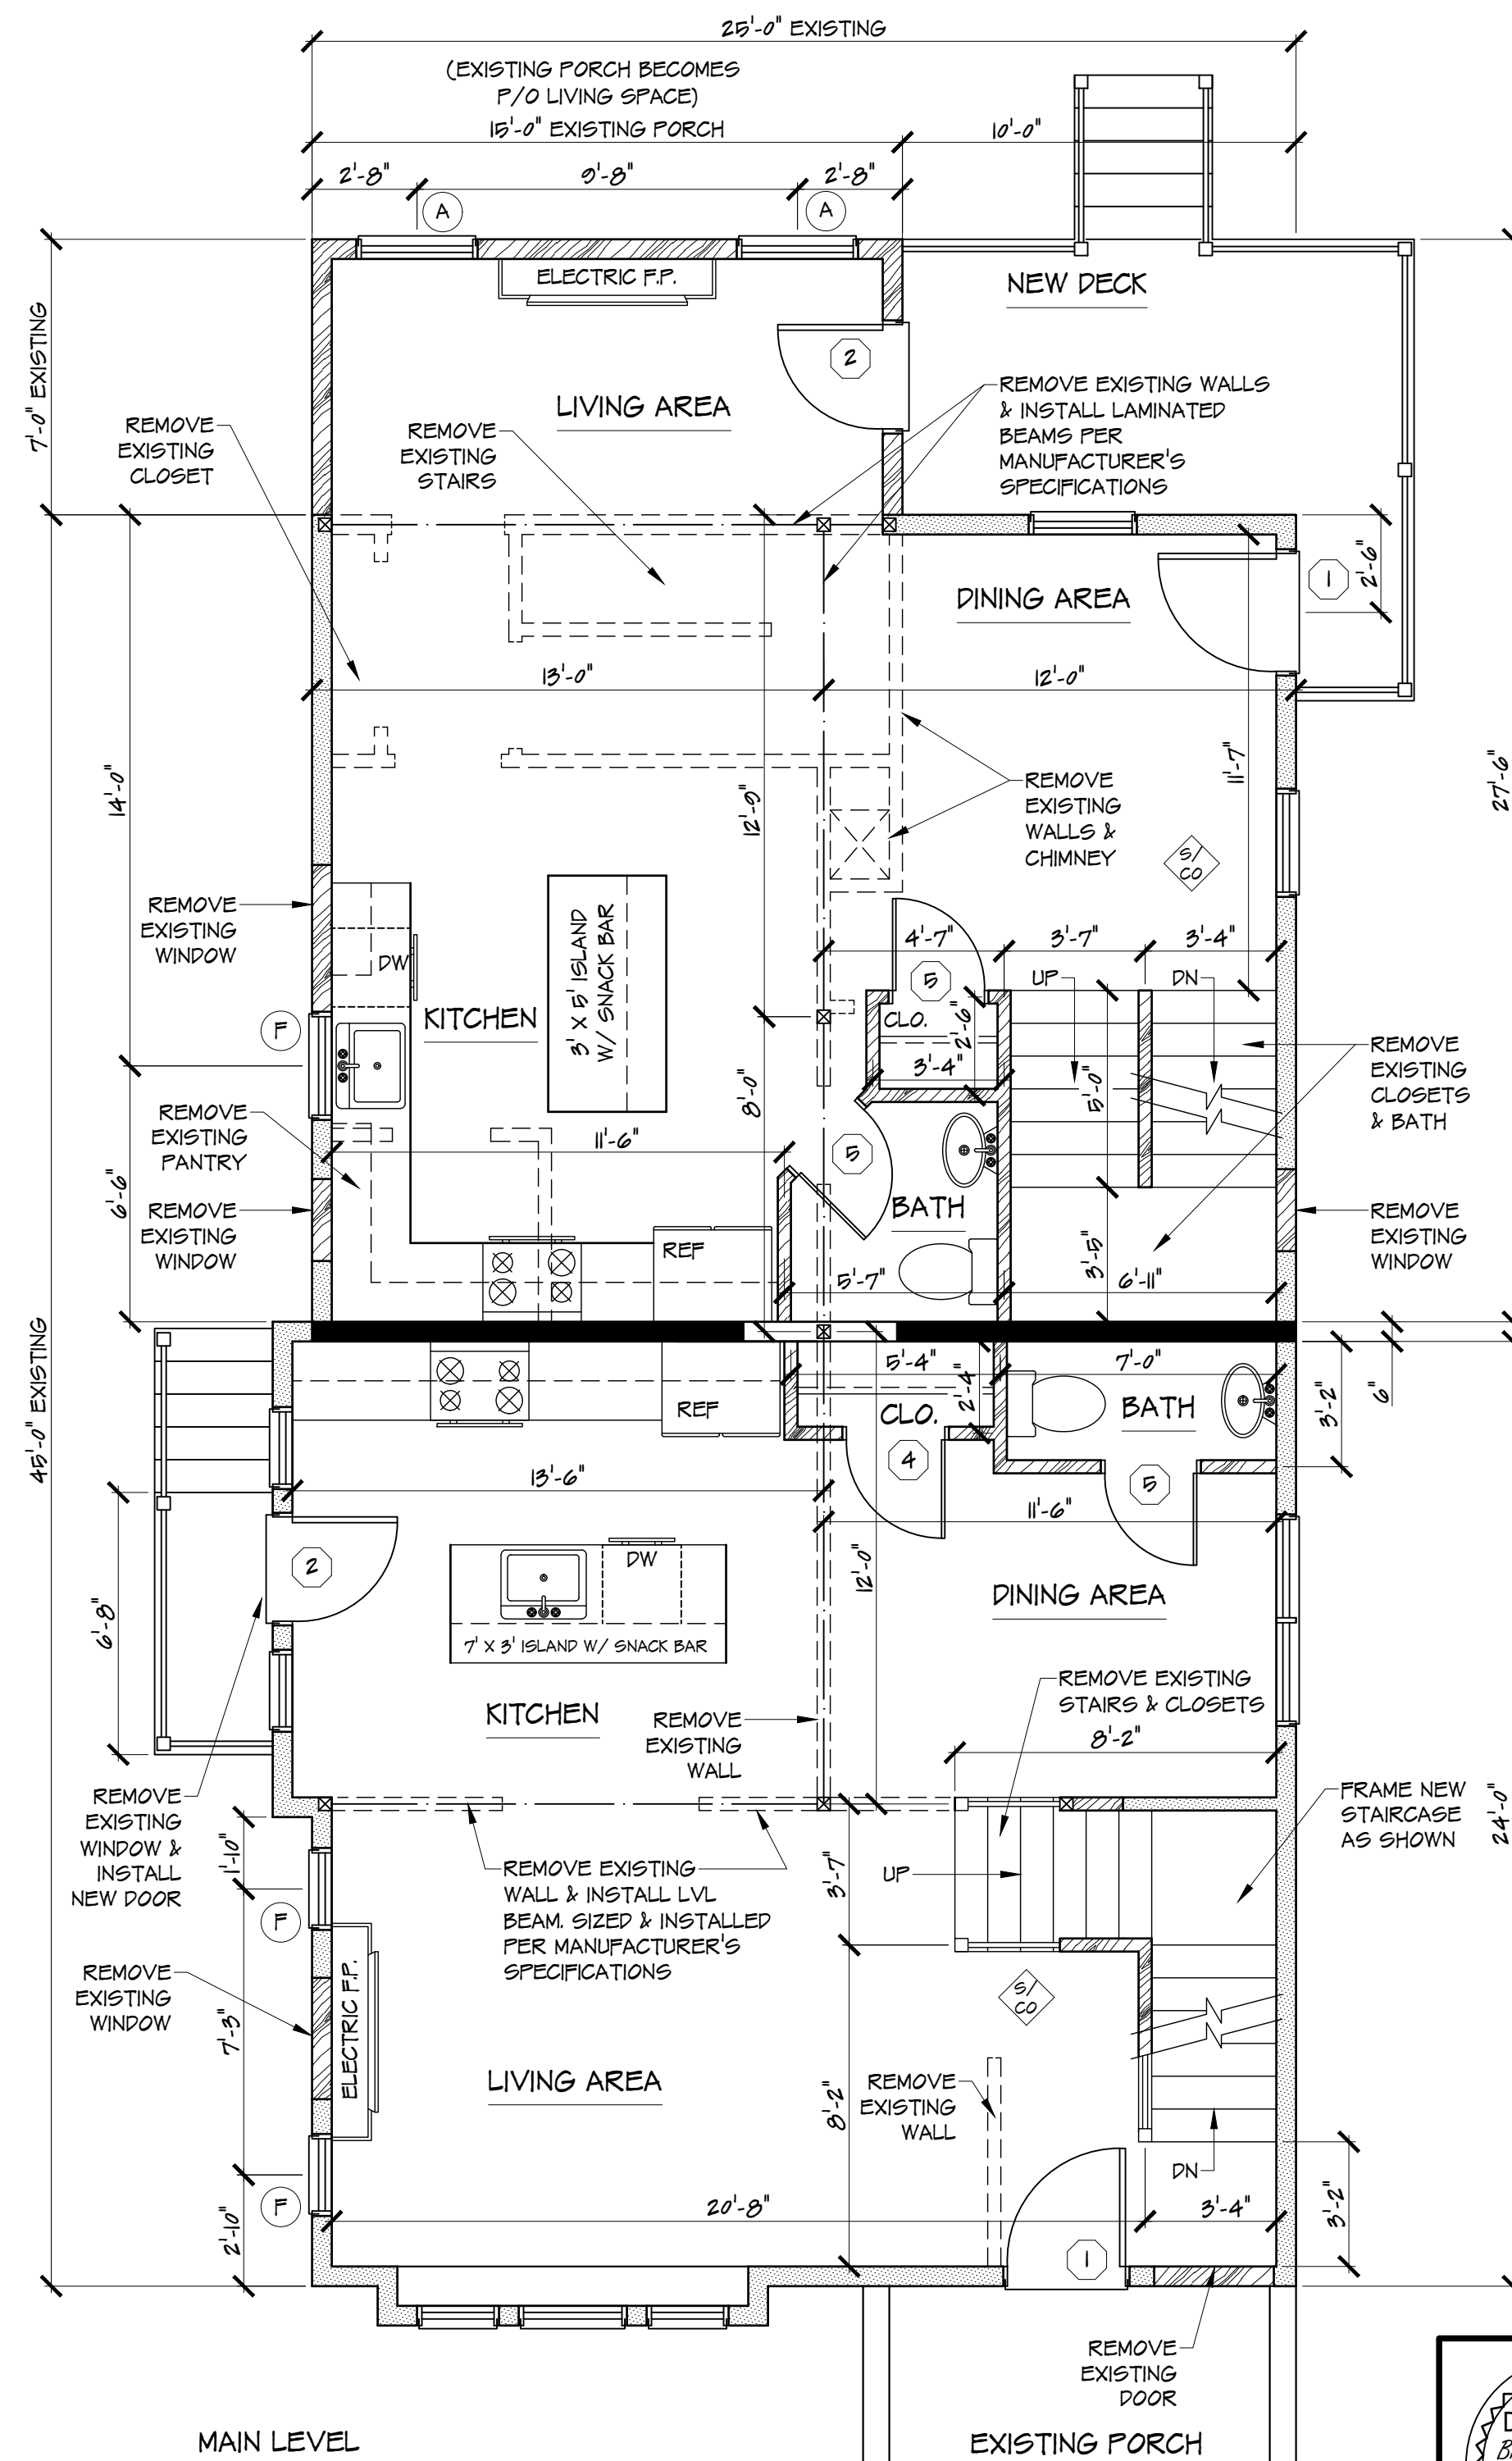 25'-0" EXISTING
(EXISTING PORCH BECOMES
P/O LIVING SPACE)
15'-0" EXISTING PORCH
10'-0"
2'-8"
9'-8"
2'-8"
A
A
ELECTRIC F.P.
NEW DECK
7'-0" EXISTING
2
LIVING AREA
REMOVE EXISTING WALLS
& INSTALL LAMINATED
BEAMS PER
MANUFACTURER'S
SPECIFICATIONS
REMOVE
EXISTING
CLOSET
REMOVE
EXISTING
STAIRS
DINING AREA
1
2'-6"
13'-0"
12'-0"
14'-0"
12'-9"
11'-7"
27'-6"
REMOVE
EXISTING
WALLS &
CHIMNEY
S/
CO
REMOVE
EXISTING
WINDOW
DW
3' X 5' ISLAND
W/ SNACK BAR
4'-7"
3'-7"
3'-4"
UP
DN
5
F
KITCHEN
CLO.
2'-6"
3'-4"
REMOVE
EXISTING
CLOSETS
& BATH
8'-0"
5'-0"
REMOVE
EXISTING
PANTRY
11'-6"
5
6'-6"
REMOVE
EXISTING
WINDOW
BATH
REMOVE
EXISTING
WINDOW
REF
3'-5"
5'-7"
6'-11"
45'-0" EXISTING
5'-4"
2'-4"
7'-0"
3'-2"
6"
REF
CLO.
BATH
4
5
13'-6"
11'-6"
2
DW
12'-0"
6'-8"
7' X 3' ISLAND W/ SNACK BAR
DINING AREA
KITCHEN
REMOVE
EXISTING
WALL
REMOVE EXISTING
STAIRS & CLOSETS
8'-2"
REMOVE
EXISTING
WINDOW &
INSTALL
NEW DOOR
FRAME NEW
STAIRCASE
AS SHOWN
24'-0"
1'-10"
REMOVE EXISTING
WALL & INSTALL LVL
BEAM. SIZED & INSTALLED
PER MANUFACTURER'S
SPECIFICATIONS
3'-7"
UP
F
REMOVE
EXISTING
WINDOW
7'-3"
ELECTRIC F.P.
S/
CO
LIVING AREA
8'-2"
REMOVE
EXISTING
WALL
DN
F
2'-10"
20'-8"
3'-4"
3'-2"
1
REMOVE
EXISTING
DOOR
MAIN LEVEL
EXISTING PORCH